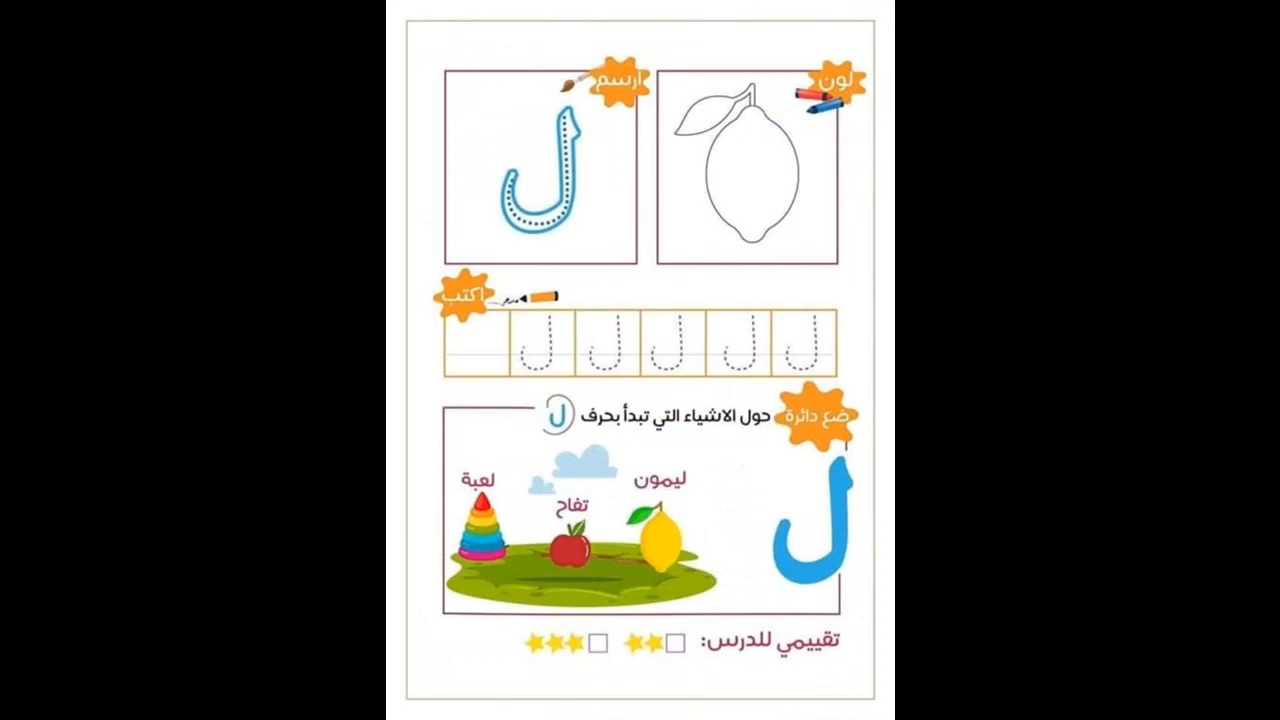 لون
ارسم
ل
اكتب
ل ل ل ل ل
ضع دائرة حول الاشياء التي تبدأ بحرف ل
ليمون
تفاح
لعبة
ل
تقييمي للدرس: